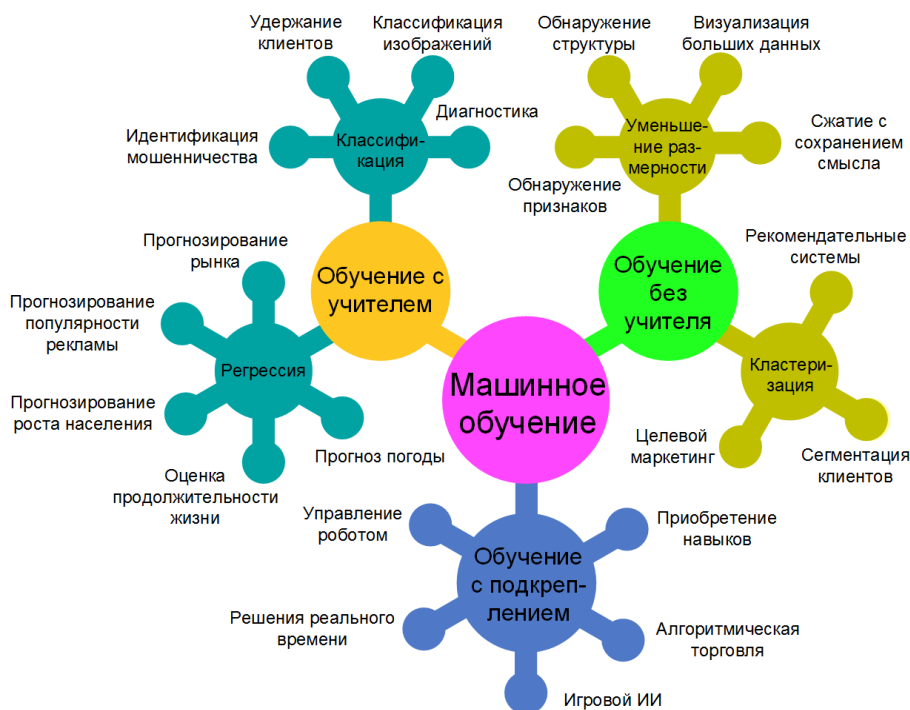 Удержание
клиентов
Классификация
изображений
Идентификация
мошенничества
Диагностика
Классифи-
кация
Обнаружение
структуры
Визуализация
больших данных
Уменьше-
ние раз-
мерности
Сжатие с
сохранением
смысла
Обнаружение
признаков
Обучение с
учителем
Обучение
без
учителя
Прогнозирование
рынка
Прогнозирование
популярности
рекламы
Регрессия
Прогнозирование
роста населения
Оценка
продолжительности
жизни
Прогноз погоды
Машинное
обучение
Рекомендательные
системы
Кластери-
зация
Целевой
маркетинг
Сегментация
клиентов
Управление
роботом
Приобретение
навыков
Обучение
с подкреп-
лением
Решения реального
времени
Алгоритмическая
торговля
Игровой ИИ